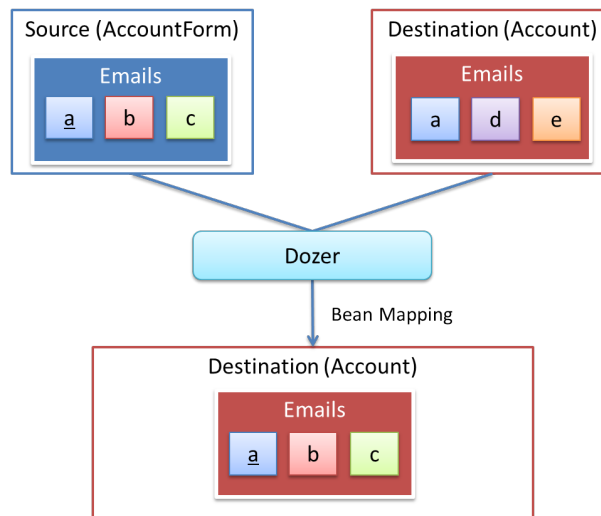 Source (AccountForm)
Emails
a b c
Destination (Account)
Emails
a d e
Dozer
Bean Mapping
Destination (Account)
Emails
a b c